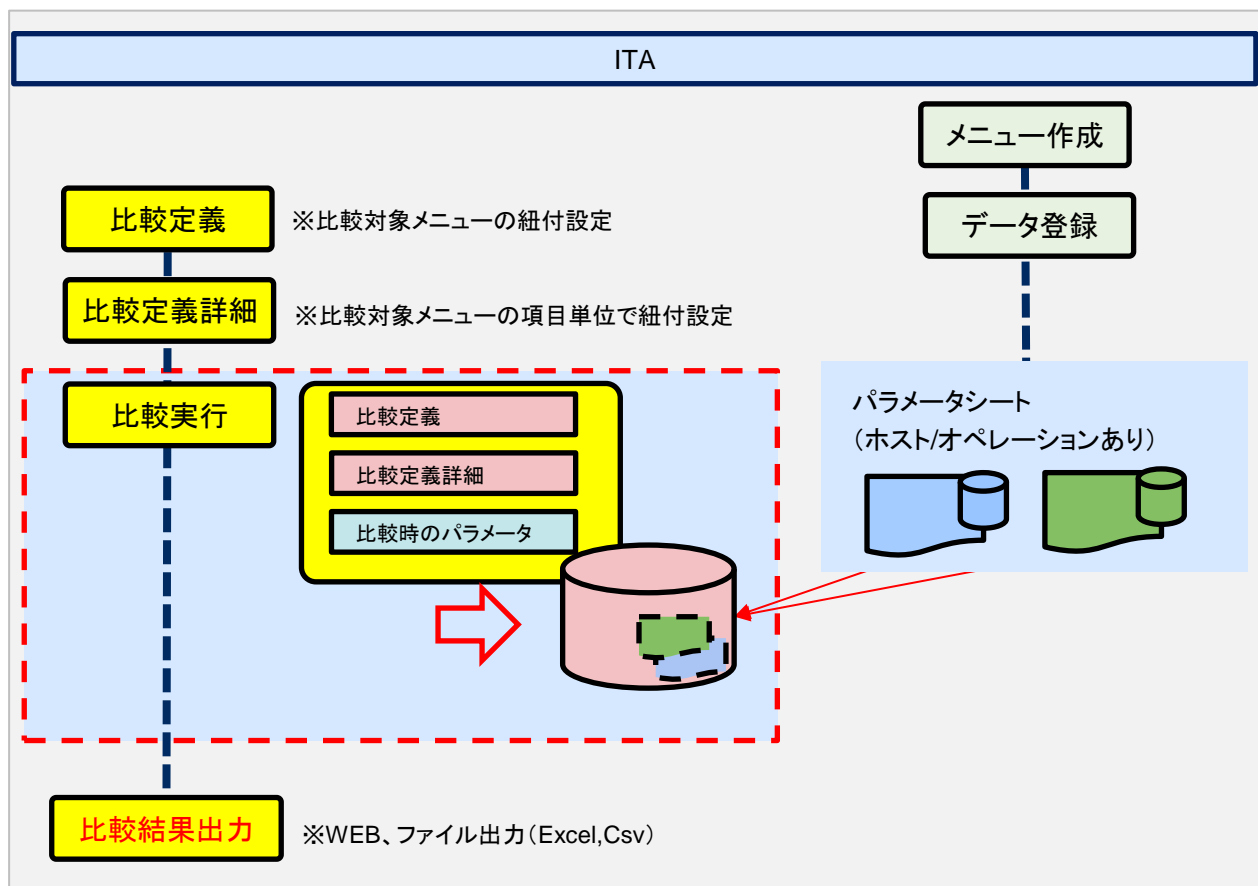 ITA
メニュー作成
データ登録
比較定義
※比較対象メニューの紐付設定
比較定義詳細
※比較対象メニューの項目単位で紐付設定
比較実行
比較定義
比較定義詳細
比較時のパラメータ
パラメータシート
(ホスト/オペレーションあり)
比較結果出力
※WEB、ファイル出力(Excel,Csv)